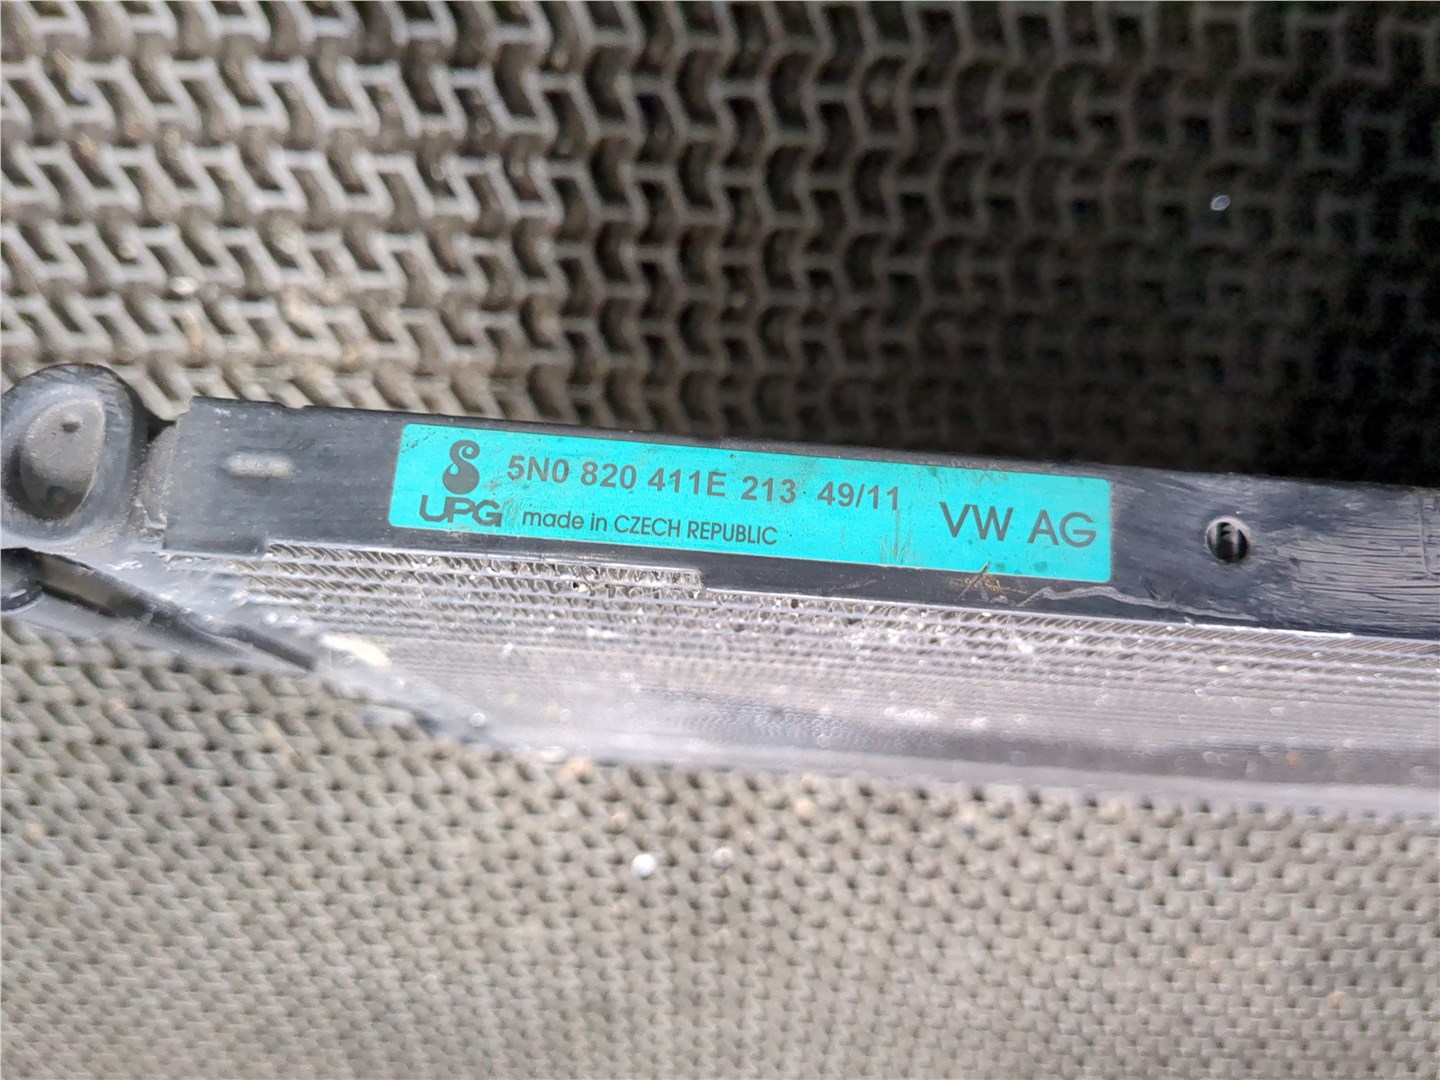 5N0 820 411E 213 49/11
VW AG
UPG made in CZECH REPUBLIC